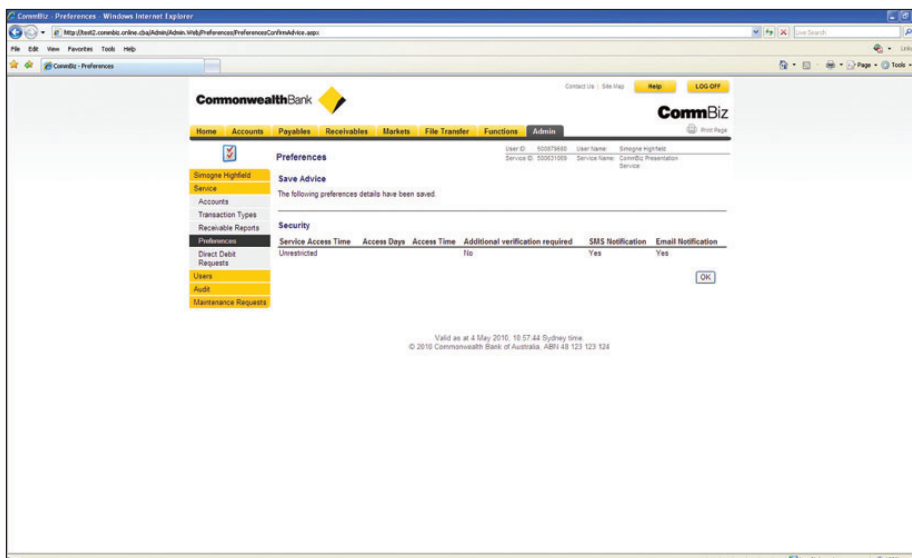 CommBiz - Preferences - Windows Internet Explorer
http://test2.commbiz.online.cba/Admin/Admin.Web/Preferences/PreferencesConfirmAdvice.aspx
Live Search
File Edit View Favorites Tools Help
CommBiz - Preferences
Page Tools
Contact Us | Site Map Help LOG OFF
CommonwealthBank
CommBiz
Home Accounts Payables Receivables Markets File Transfer Functions Admin
Print Page
User ID: User Name: Simogne Highfield
Service ID: Service Name: CommBiz Presentation Service
Preferences
Simogne Highfield
Service
Accounts
Transaction Types
Receivable Reports
Preferences
Direct Debit Requests
Users
Audit
Maintenance Requests
Save Advice
The following preferences details have been saved.
Security
Service Access Time Access Days Access Time Additional verification required SMS Notification Email Notification
Unrestricted No Yes Yes
OK
Valid as at 4 May 2010, 10:57:44 Sydney time.
© 2010 Commonwealth Bank of Australia, ABN 48 123 123 124